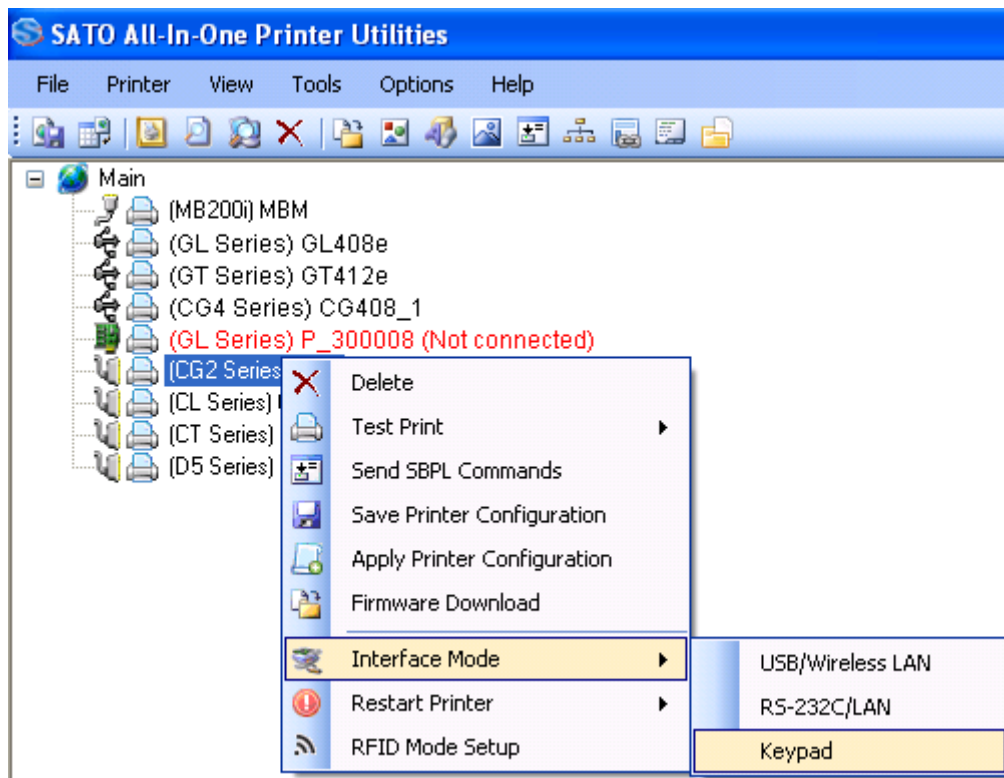 SATO All-In-One Printer Utilities
File Printer View Tools Options Help
Main
(MB200i) MBM
(GL Series) GL408e
(GT Series) GT412e
(CG4 Series) CG408_1
(GL Series) P_300008 (Not connected)
(CG2 Series
(CL Series)
(CT Series)
(D5 Series)
Delete
Test Print
Send SBPL Commands
Save Printer Configuration
Apply Printer Configuration
Firmware Download
Interface Mode
Restart Printer
RFID Mode Setup
USB/Wireless LAN
RS-232C/LAN
Keypad